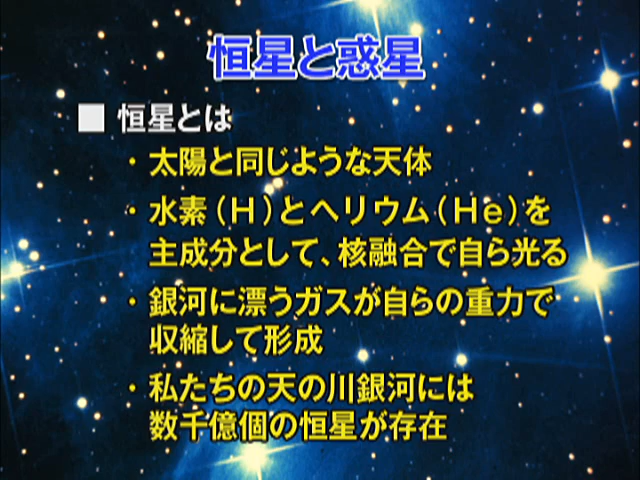 恒星と惑星
■ 恒星とは
・太陽と同じような天体
・水素（Ｈ）とヘリウム（Ｈｅ）を
主成分として、核融合で自ら光る
・銀河に漂うガスが自らの重力で
収縮して形成
・私たちの天の川銀河には
数千億個の恒星が存在